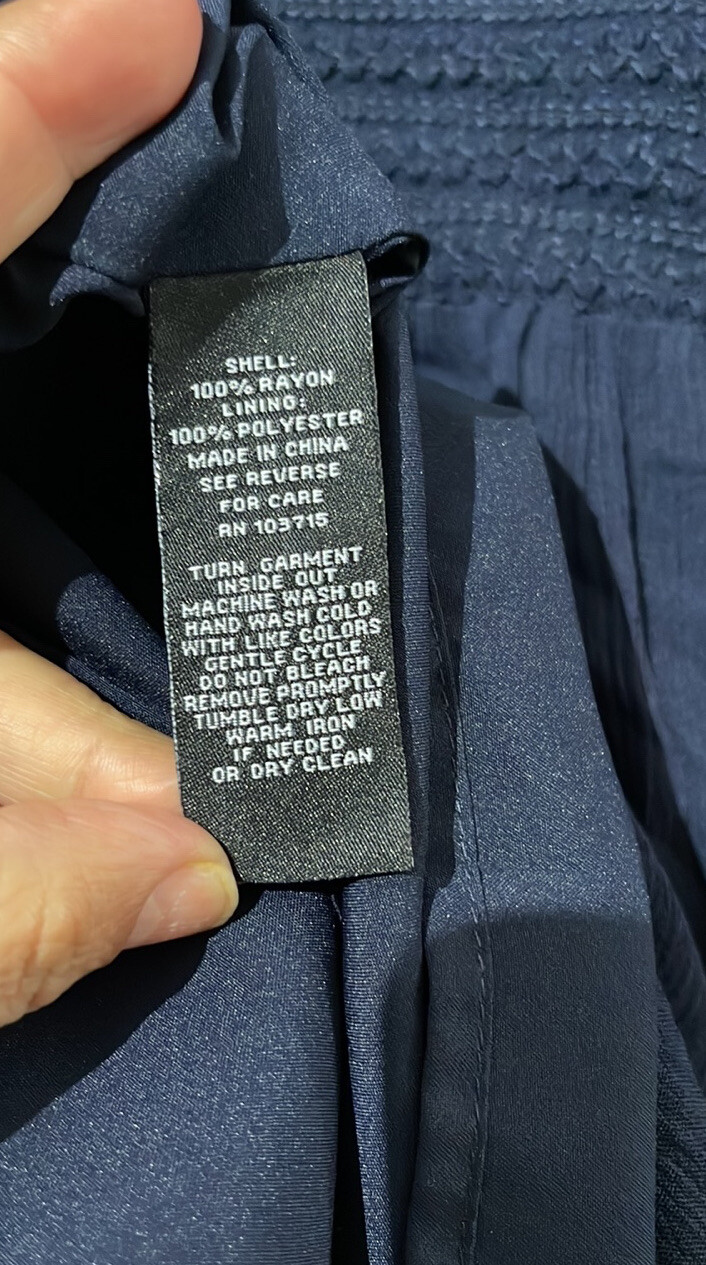 SHELL:
100% RAYON
LINING:
100% POLYESTER
MADE IN CHINA
SEE REVERSE
FOR CARE
RN 103715
TURN GARMENT
INSIDE OUT
MACHINE WASH OR
HAND WASH COLD
WITH LIKE COLORS
GENTLE CYCLE
DO NOT BLEACH
REMOVE PROMPTLY
TUMBLE DRY LOW
WARM IRON
IF NEEDED
OR DRY CLEAN